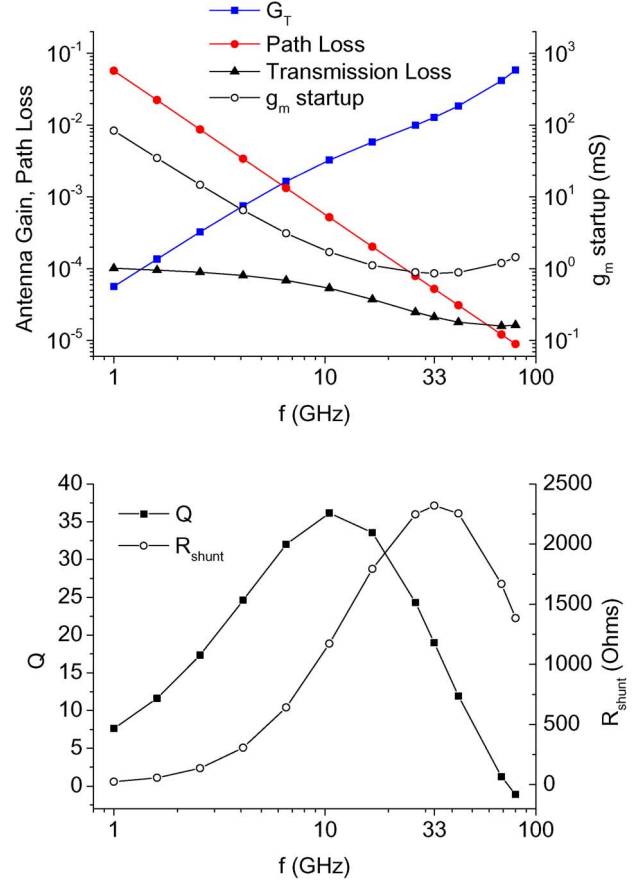 G_T
Path Loss
Transmission Loss
g_m startup
Antenna Gain, Path Loss
10^-1
10^-2
10^-3
10^-4
10^-5
10^3
10^2
10^1
10^0
10^-1
g_m startup (mS)
1
10
33
100
f (GHz)
Q
R_shunt
Q
40
35
30
25
20
15
10
5
0
2500
2000
1500
1000
500
0
R_shunt (Ohms)
1
10
33
100
f (GHz)